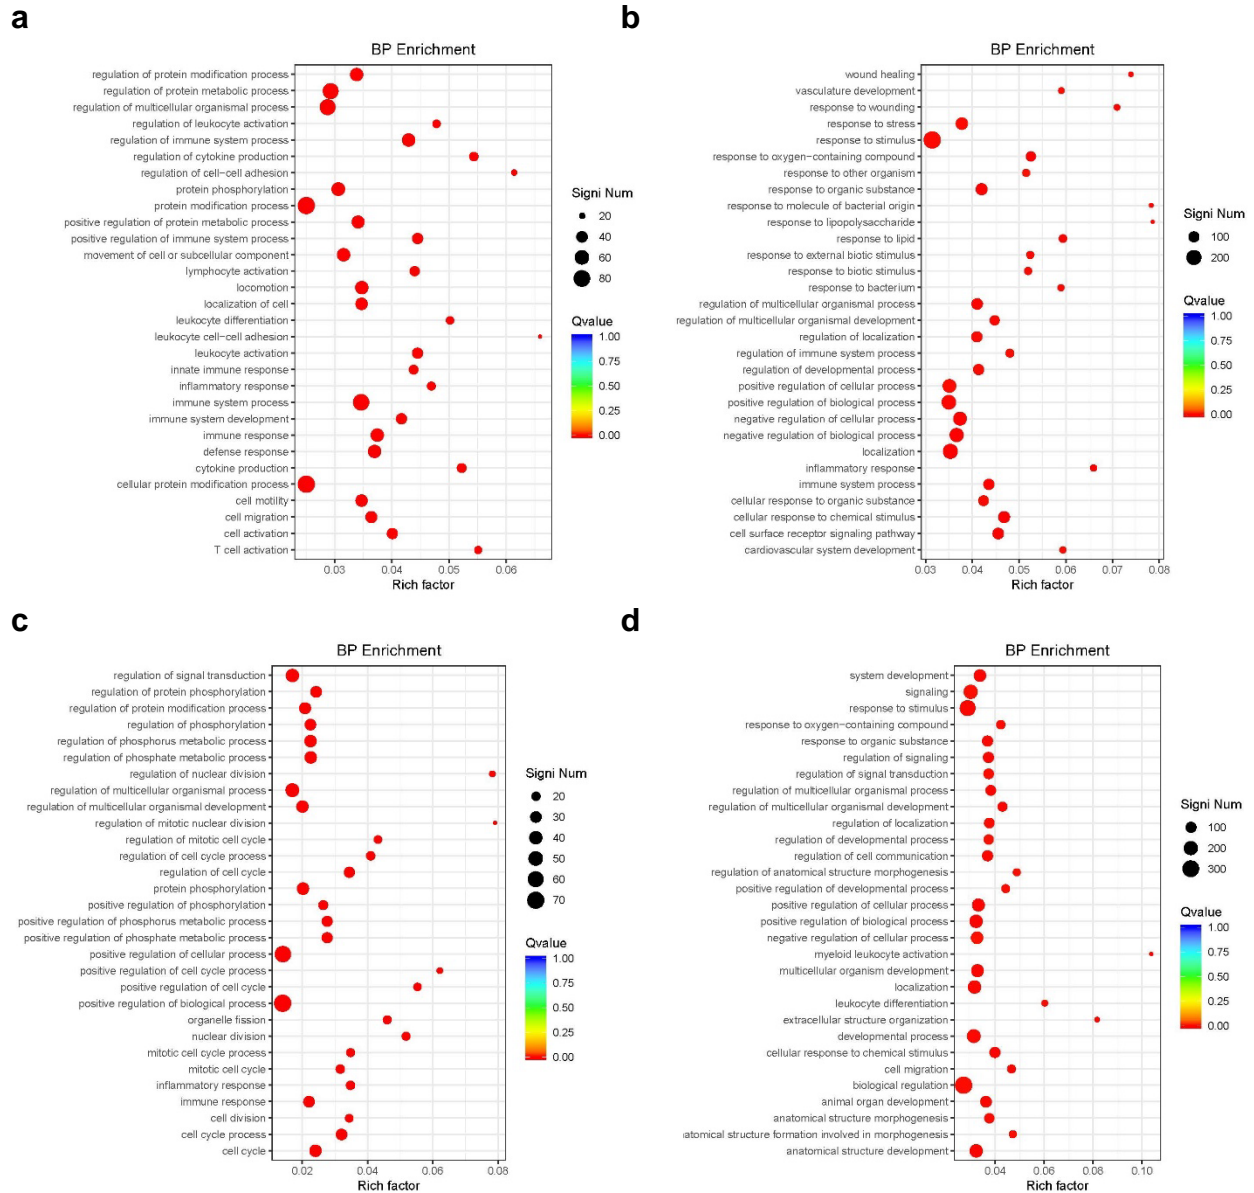 a
BP Enrichment
regulation of protein modification process
regulation of protein metabolic process
regulation of multicellular organismal process
regulation of leukocyte activation
regulation of immune system process
regulation of cytokine production
regulation of cell-cell adhesion
protein phosphorylation
protein modification process
positive regulation of protein metabolic process
positive regulation of immune system process
movement of cell or subcellular component
lymphocyte activation
locomotion
localization of cell
leukocyte differentiation
leukocyte cell-cell adhesion
leukocyte activation
innate immune response
inflammatory response
immune system process
immune system development
immune response
defense response
cytokine production
cellular protein modification process
cell motility
cell migration
cell activation
T cell activation
0.03 0.04 0.05 0.06
Rich factor
Signi Num
20
40
60
80
Qvalue
1.00
0.75
0.50
0.25
0.00
b
BP Enrichment
wound healing
vasculature development
response to wounding
response to stress
response to stimulus
response to oxygen-containing compound
response to other organism
response to organic substance
response to molecule of bacterial origin
response to lipopolysaccharide
response to lipid
response to external biotic stimulus
response to biotic stimulus
response to bacterium
regulation of multicellular organismal process
regulation of multicellular organismal development
regulation of localization
regulation of immune system process
regulation of developmental process
positive regulation of cellular process
positive regulation of biological process
negative regulation of cellular process
negative regulation of biological process
localization
inflammatory response
immune system process
cellular response to organic substance
cellular response to chemical stimulus
cell surface receptor signaling pathway
cardiovascular system development
0.03 0.04 0.05 0.06 0.07 0.08
Rich factor
Signi Num
100
200
Qvalue
1.00
0.75
0.50
0.25
0.00
c
BP Enrichment
regulation of signal transduction
regulation of protein phosphorylation
regulation of protein modification process
regulation of phosphorylation
regulation of phosphorus metabolic process
regulation of phosphate metabolic process
regulation of nuclear division
regulation of multicellular organismal process
regulation of multicellular organismal development
regulation of mitotic nuclear division
regulation of mitotic cell cycle
regulation of cell cycle process
regulation of cell cycle
protein phosphorylation
positive regulation of phosphorylation
positive regulation of phosphorus metabolic process
positive regulation of phosphate metabolic process
positive regulation of cellular process
positive regulation of cell cycle process
positive regulation of cell cycle
positive regulation of biological process
organelle fission
nuclear division
mitotic cell cycle process
mitotic cell cycle
inflammatory response
immune response
cell division
cell cycle process
cell cycle
0.02 0.04 0.06 0.08
Rich factor
Signi Num
20
30
40
50
60
70
Qvalue
1.00
0.75
0.50
0.25
0.00
d
BP Enrichment
system development
signaling
response to stimulus
response to oxygen-containing compound
response to organic substance
regulation of signaling
regulation of signal transduction
regulation of multicellular organismal process
regulation of multicellular organismal development
regulation of localization
regulation of developmental process
regulation of cell communication
regulation of anatomical structure morphogenesis
positive regulation of developmental process
positive regulation of cellular process
positive regulation of biological process
negative regulation of cellular process
myeloid leukocyte activation
multicellular organism development
localization
leukocyte differentiation
extracellular structure organization
developmental process
cellular response to chemical stimulus
cell migration
biological regulation
animal organ development
anatomical structure morphogenesis
natomical structure formation involved in morphogenesis
anatomical structure development
0.04 0.06 0.08 0.10
Rich factor
Signi Num
100
200
300
Qvalue
1.00
0.75
0.50
0.25
0.00